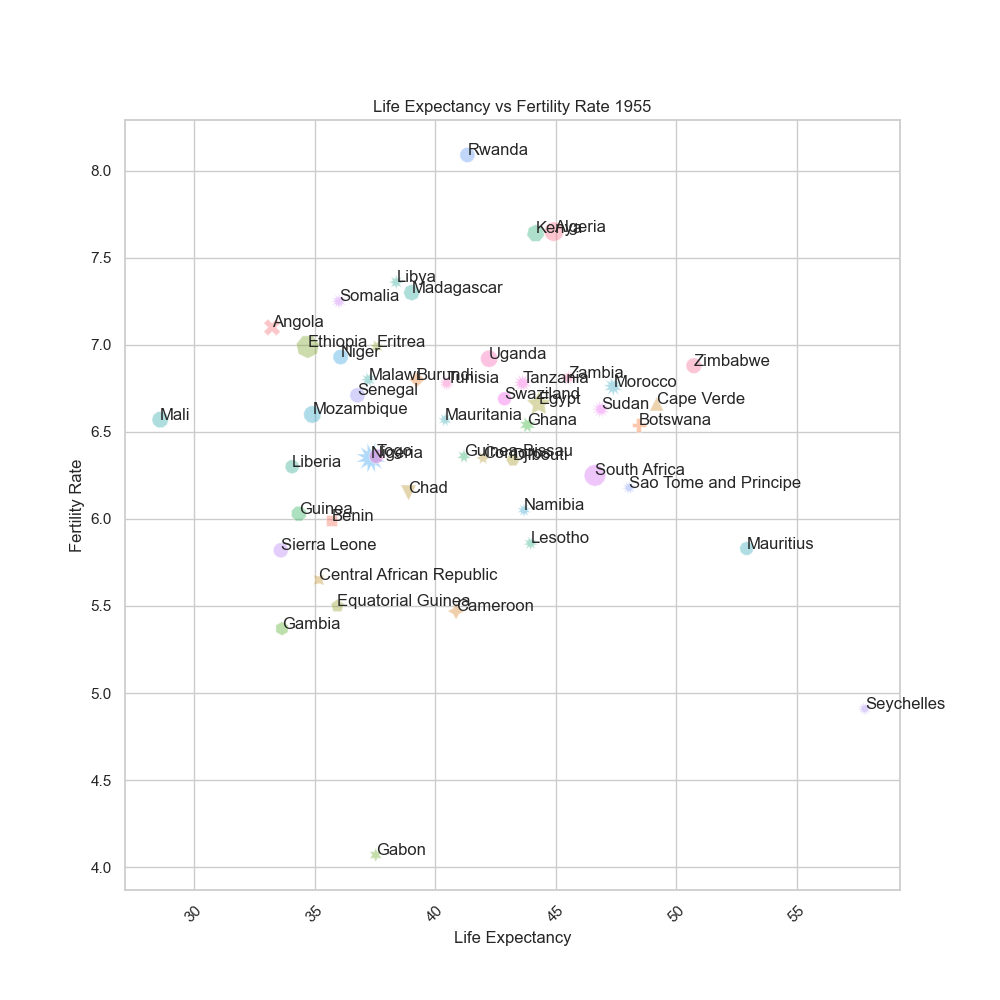 Life Expectancy vs Fertility Rate 1955
Rwanda
8.0
Kenya
Algeria
7.5
Libya
Madagascar
Somalia
Angola
7.0
Ethiopia
Eritrea
Niger
Uganda
Zimbabwe
Malawi
Burundi
Tunisia
Tanzania
Zambia
Morocco
Senegal
Swaziland
Egypt
Sudan
Cape Verde
Mali
Mozambique
Mauritania
Ghana
Botswana
6.5
Liberia
Nigeria
Togo
Guinea-Bissau
Comoros
Djibouti
South Africa
Sao Tome and Principe
Chad
Guinea
Benin
Namibia
6.0
Sierra Leone
Lesotho
Mauritius
Central African Republic
Equatorial Guinea
Cameroon
5.5
Gambia
5.0
Seychelles
4.5
Gabon
4.0
30
35
40
45
50
55
Life Expectancy
Fertility Rate